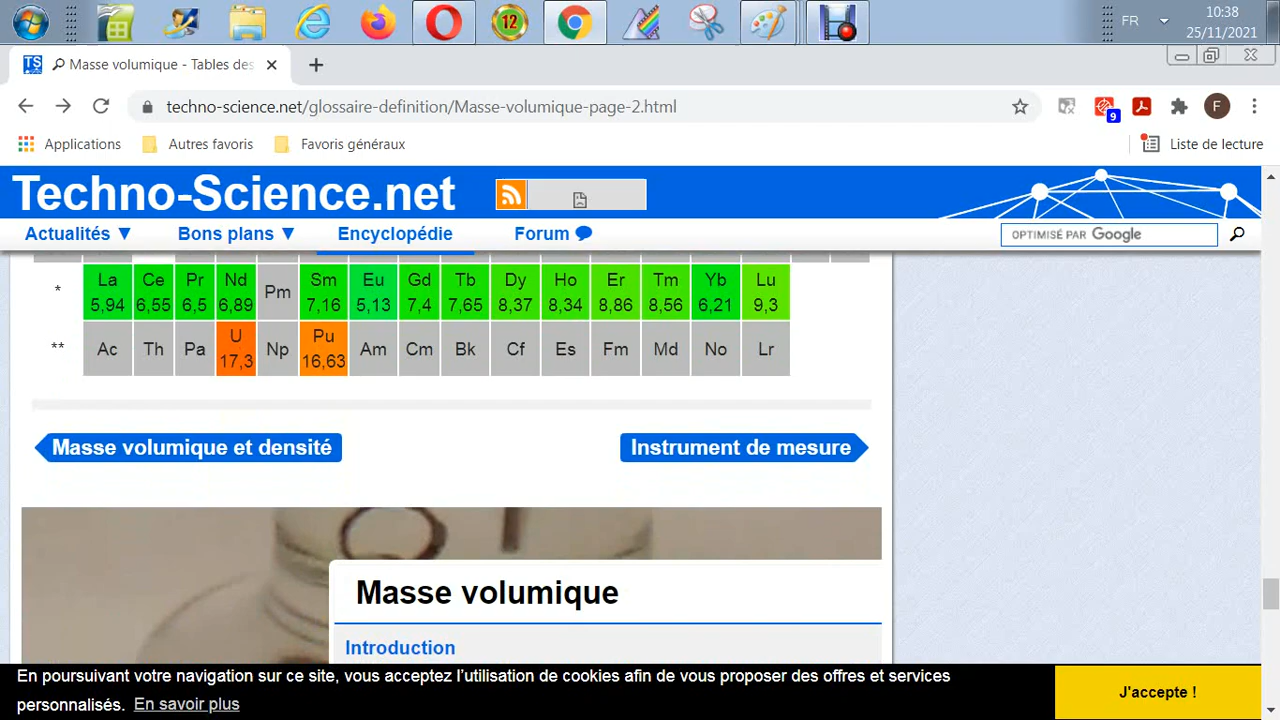 12
FR
10:38
25/11/2021
TS
Masse volumique - Tables des
techno-science.net/glossaire-definition/Masse-volumique-page-2.html
9
F
Applications
Autres favoris
Favoris généraux
Liste de lecture
Techno-Science.net
Actualités ▼
Bons plans ▼
Encyclopédie
Forum
OPTIMISÉ PAR Google
* La Ce Pr Nd Pm Sm Eu Gd Tb Dy Ho Er Tm Yb Lu
5,94 6,55 6,5 6,89 7,16 5,13 7,4 7,65 8,37 8,34 8,86 8,56 6,21 9,3
** Ac Th Pa U Np Pu Am Cm Bk Cf Es Fm Md No Lr
17,3 16,63
Masse volumique et densité
Instrument de mesure
Masse volumique
Introduction
En poursuivant votre navigation sur ce site, vous acceptez l'utilisation de cookies afin de vous proposer des offres et services
personnalisés. En savoir plus
J'accepte !